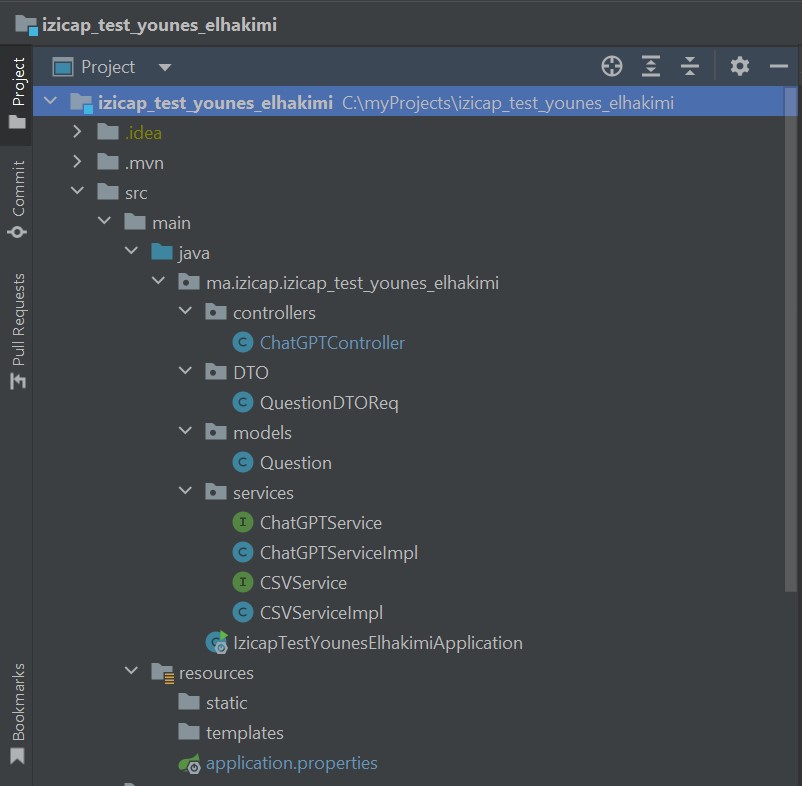 izicap_test_younes_elhakimi
Project
Project
izicap_test_younes_elhakimi C:\myProjects\izicap_test_younes_elhakimi
.idea
.mvn
Commit
src
main
java
Pull Requests
ma.izicap.izicap_test_younes_elhakimi
controllers
C ChatGPTController
DTO
C QuestionDTOReq
models
C Question
services
I ChatGPTService
C ChatGPTServiceImpl
I CSVService
C CSVServiceImpl
C IzicapTestYounesElhakimiApplication
Bookmarks
resources
static
templates
application.properties